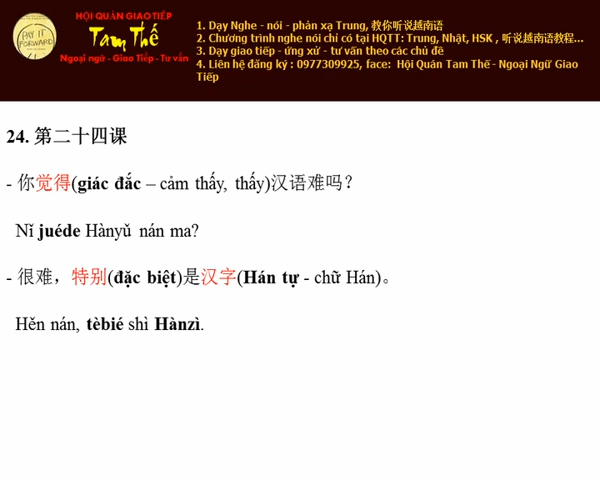 PAY IT
FORWARD
HỘI QUÁN GIAO TIẾP
Tam Thế
Ngoại ngữ - Giao Tiếp - Tư vấn
1. Dạy Nghe - nói - phản xạ Trung, 教你听说越南语
2. Chương trình nghe nói chỉ có tại HQTT: Trung, Nhật, HSK , 听说越南语教程...
3. Dạy giao tiếp - ứng xử - tư vấn theo các chủ đề
4. Liên hệ đăng ký : 0977309925, face: Hội Quán Tam Thế - Ngoại Ngữ Giao
Tiếp
24. 第二十四课
- 你觉得(giác đắc – cảm thấy, thấy)汉语难吗？
Nǐ juéde Hànyǔ nán ma?
- 很难，特别(đặc biệt)是汉字(Hán tự - chữ Hán)。
Hěn nán, tèbié shì Hànzì.